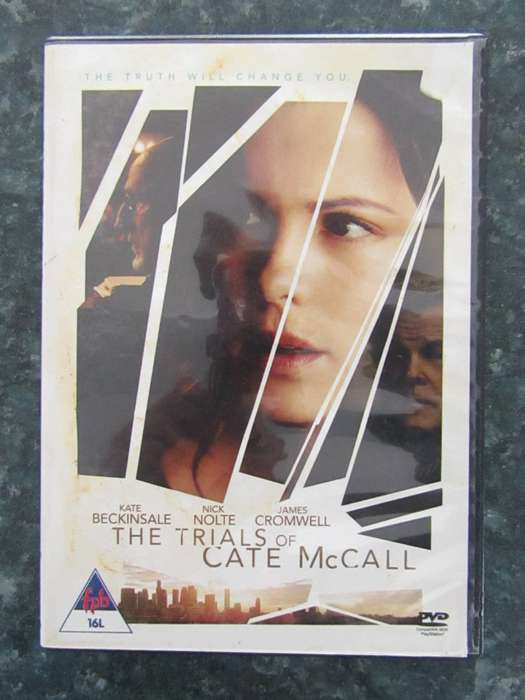 THE TRUTH WILL CHANGE YOU.
KATE BECKINSALE
NICK NOLTE
JAMES CROMWELL
THE TRIALS OF
CATE McCALL
fpb
16L
DVD
PlayStation